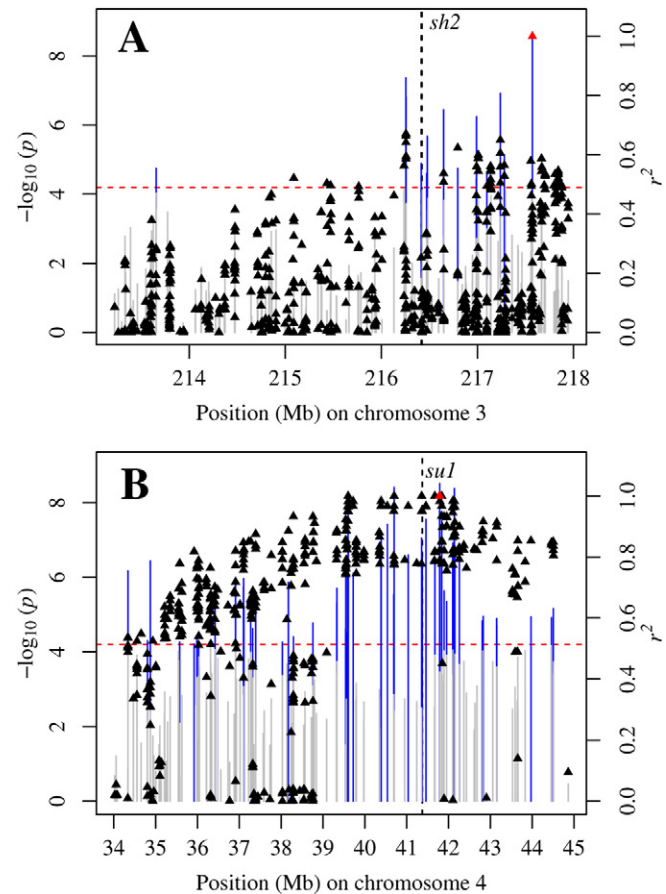 A
sh2
−log10 (p)
8
6
4
2
0
1.0
0.8
0.6
0.4
0.2
0.0
r2
214
215
216
217
218
Position (Mb) on chromosome 3
B
su1
−log10 (p)
8
6
4
2
0
1.0
0.8
0.6
0.4
0.2
0.0
r2
34 35 36 37 38 39 40 41 42 43 44 45
Position (Mb) on chromosome 4